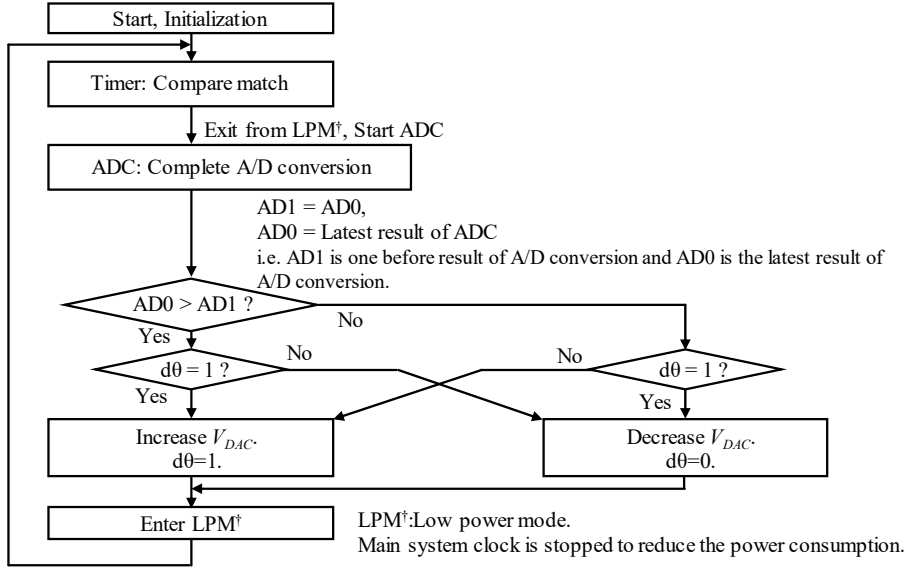 Start, Initialization
Timer: Compare match
Exit from LPM†, Start ADC
ADC: Complete A/D conversion
AD1 = AD0,
AD0 = Latest result of ADC
i.e. AD1 is one before result of A/D conversion and AD0 is the latest result of
A/D conversion.
AD0 > AD1 ?
No
Yes
dθ = 1 ?
No
No
dθ = 1 ?
Yes
Yes
Increase V_DAC.
dθ=1.
Decrease V_DAC.
dθ=0.
Enter LPM†
LPM†:Low power mode.
Main system clock is stopped to reduce the power consumption.